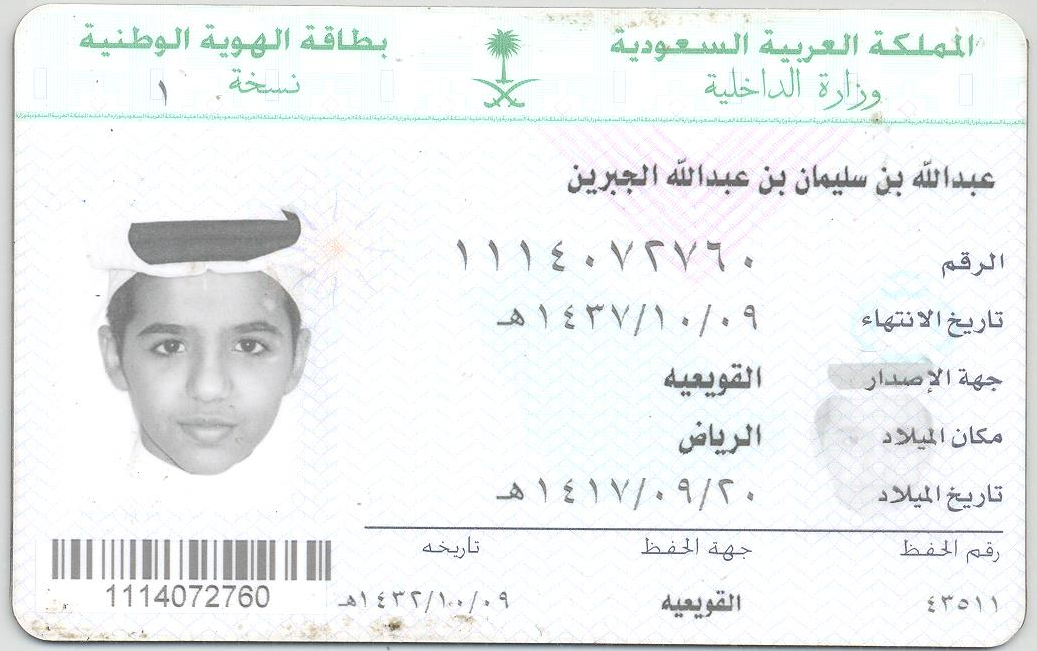 المملكة العربية السعودية
وزارة الداخلية
بطاقة الهوية الوطنية
نسخة ١
عبدالله بن سليمان بن عبدالله الجبرين
الرقم ١١١٤٠٧٢٧٦٠
تاريخ الانتهاء ١٤٣٧/١٠/٠٩هـ
جهة الإصدار القويعيه
مكان الميلاد الرياض
تاريخ الميلاد ١٤١٧/٠٩/٢٠هـ
رقم الحفظ جهة الحفظ تاريخه
٤٣٥١١ القويعيه ١٤٣٢/١٠/٠٩هـ
1114072760